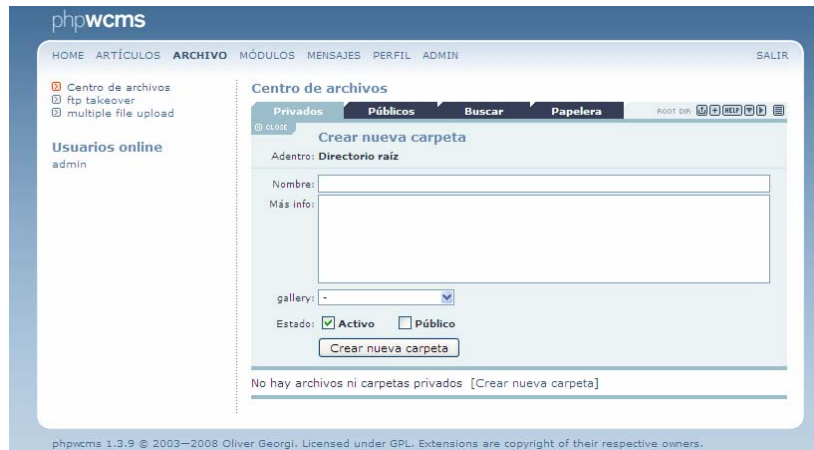 phpwcms
HOME ARTÍCULOS ARCHIVO MÓDULOS MENSAJES PERFIL ADMIN SALIR
Centro de archivos
ftp takeover
multiple file upload
Usuarios online
admin
Centro de archivos
Privados Públicos Buscar Papelera ROOT DIR HELP
CLOSE
Crear nueva carpeta
Adentro: Directorio raíz
Nombre:
Más info:
gallery: -
Estado: Activo Público
Crear nueva carpeta
No hay archivos ni carpetas privados [Crear nueva carpeta]
phpwcms 1.3.9 © 2003—2008 Oliver Georgi. Licensed under GPL. Extensions are copyright of their respective owners.